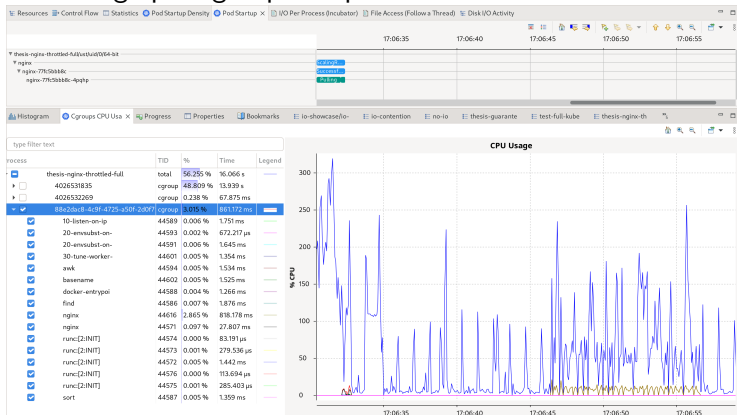 Resources Control Flow Statistics Pod Startup Density Pod Startup × I/O Per Process (Incubator) File Access (Follow a Thread) Disk I/O Activity
17:06:35 17:06:40 17:06:45 17:06:50 17:06:55
thesis-nginx-throttled-full/ust/uid/0/64-bit
nginx
nginx-77fc5bbb8c
Successf...
nginx-77fc5bbb8c-4pqhp Pulling ...
Histogram Cgroups CPU Usa × Progress Properties Bookmarks io-showcase/io- io-contention no-io thesis-guarante test-full-kube thesis-nginx-th
type filter text
CPU Usage
rocess TID % Time Legend
thesis-nginx-throttled-full total 56.255 % 16.066 s
4026531835 cgroup 48.809 % 13.939 s
4026532269 cgroup 0.238 % 67.875 ms
88e2dac8-4c9f-4725-a50f-2d0f7 cgroup 3.015 % 861.172 ms
10-listen-on-ip 44589 0.006 % 1.751 ms
20-envsubst-on- 44593 0.002 % 672.217 µs
20-envsubst-on- 44591 0.006 % 1.645 ms
30-tune-worker- 44601 0.005 % 1.354 ms
awk 44594 0.005 % 1.534 ms
basename 44602 0.005 % 1.525 ms
docker-entrypoi 44588 0.004 % 1.266 ms
find 44586 0.007 % 1.876 ms
nginx 44616 2.865 % 818.178 ms
nginx 44571 0.097 % 27.807 ms
runc:[2:INIT] 44574 0.000 % 83.191 µs
runc:[2:INIT] 44573 0.001 % 279.536 µs
runc:[2:INIT] 44572 0.005 % 1.442 ms
runc:[2:INIT] 44576 0.000 % 113.694 µs
runc:[2:INIT] 44575 0.001 % 285.403 µs
sort 44587 0.005 % 1.359 ms
% CPU
300
250
200
150
100
50
0
17:06:35 17:06:40 17:06:45 17:06:50 17:06:55